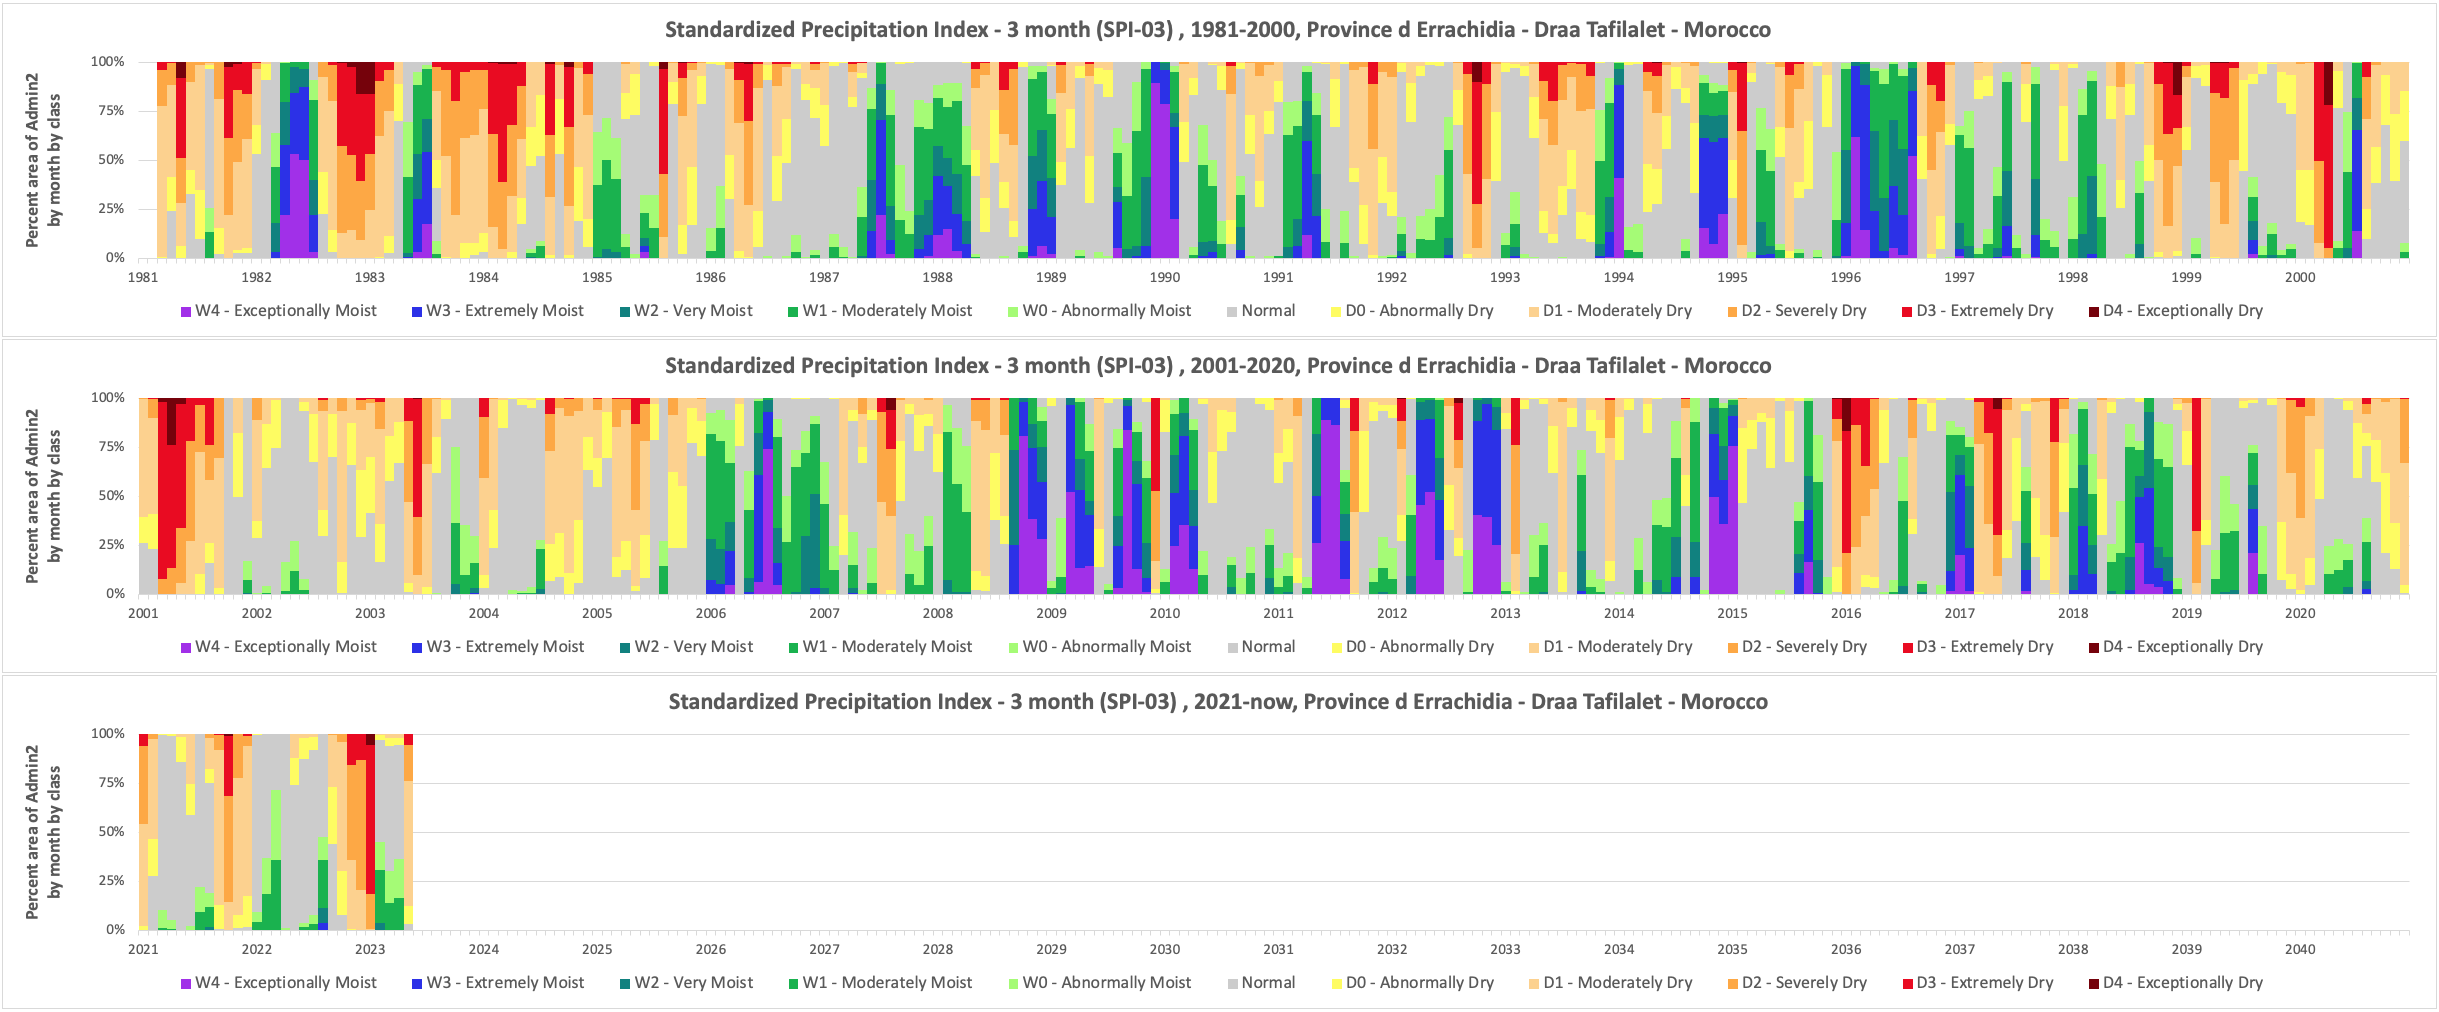 Standardized Precipitation Index - 3 month (SPI-03) , 1981-2000, Province d Errachidia - Draa Tafilalet - Morocco
Percent area of Admin2
by month by class
100%
75%
50%
25%
0%
1981 1982 1983 1984 1985 1986 1987 1988 1989 1990 1991 1992 1993 1994 1995 1996 1997 1998 1999 2000
W4 - Exceptionally Moist W3 - Extremely Moist W2 - Very Moist W1 - Moderately Moist W0 - Abnormally Moist Normal D0 - Abnormally Dry D1 - Moderately Dry D2 - Severely Dry D3 - Extremely Dry D4 - Exceptionally Dry
Standardized Precipitation Index - 3 month (SPI-03) , 2001-2020, Province d Errachidia - Draa Tafilalet - Morocco
Percent area of Admin2
by month by class
100%
75%
50%
25%
0%
2001 2002 2003 2004 2005 2006 2007 2008 2009 2010 2011 2012 2013 2014 2015 2016 2017 2018 2019 2020
W4 - Exceptionally Moist W3 - Extremely Moist W2 - Very Moist W1 - Moderately Moist W0 - Abnormally Moist Normal D0 - Abnormally Dry D1 - Moderately Dry D2 - Severely Dry D3 - Extremely Dry D4 - Exceptionally Dry
Standardized Precipitation Index - 3 month (SPI-03) , 2021-now, Province d Errachidia - Draa Tafilalet - Morocco
Percent area of Admin2
by month by class
100%
75%
50%
25%
0%
2021 2022 2023 2024 2025 2026 2027 2028 2029 2030 2031 2032 2033 2034 2035 2036 2037 2038 2039 2040
W4 - Exceptionally Moist W3 - Extremely Moist W2 - Very Moist W1 - Moderately Moist W0 - Abnormally Moist Normal D0 - Abnormally Dry D1 - Moderately Dry D2 - Severely Dry D3 - Extremely Dry D4 - Exceptionally Dry